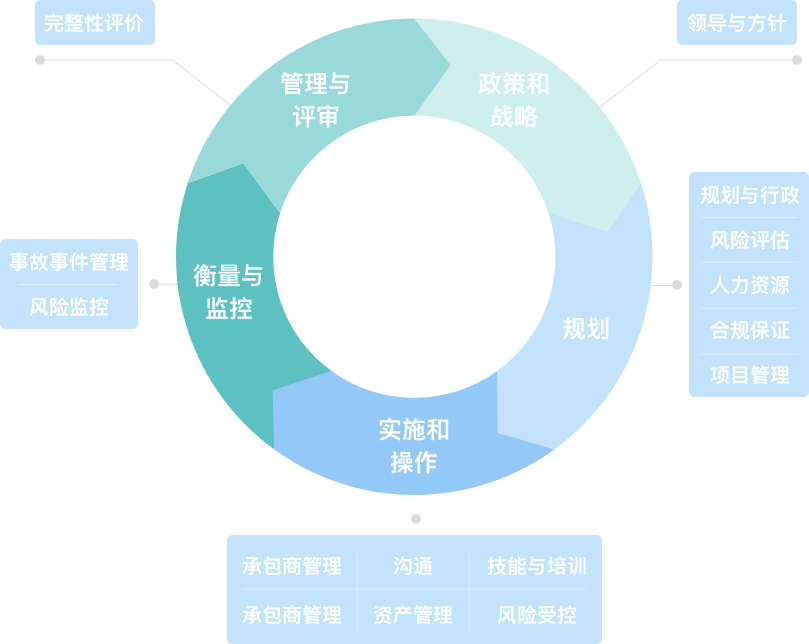 完整性评价
领导与方针
管理与
评审
政策和
战略
规划与行政
风险评估
人力资源
合规保证
项目管理
事故事件管理
风险监控
衡量与
监控
规划
实施和
操作
承包商管理
沟通
技能与培训
承包商管理
资产管理
风险受控